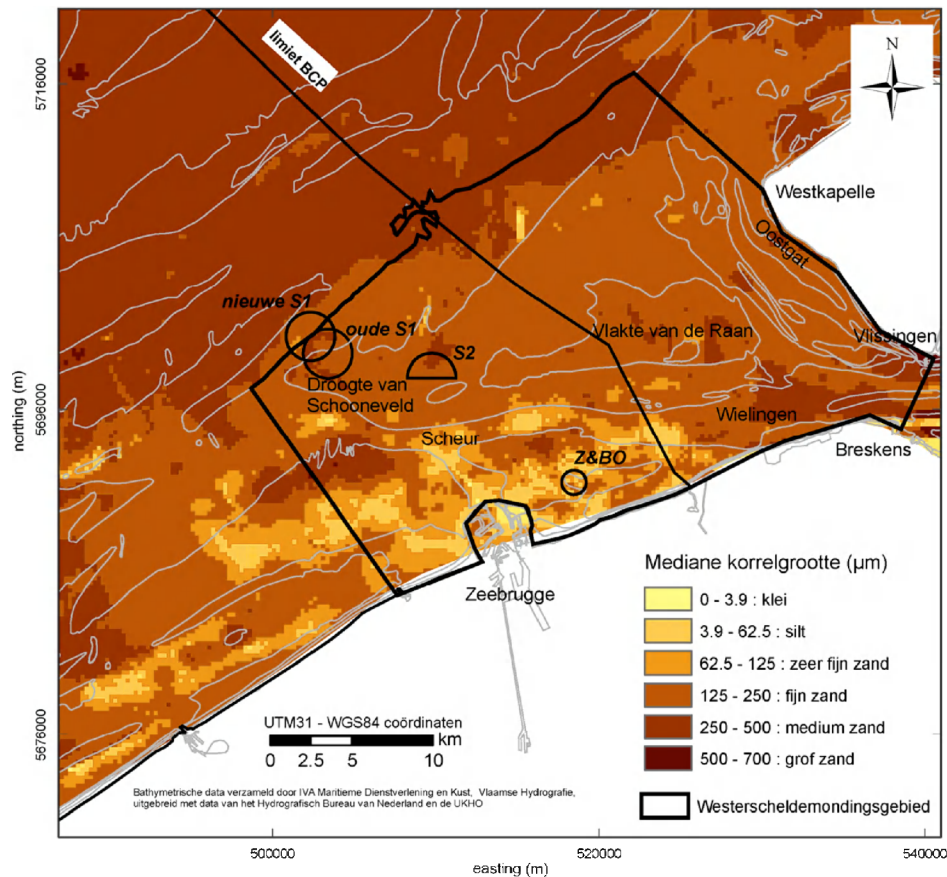 limiet BCP
N
5716000
Westkapelle
Oostgat
nieuwe S1
oude S1
Vlakte van de Raan
Vlissingen
S2
Droogte van
Schooneveld
northing (m)
5696000
Wielingen
Scheur
Breskens
Z&BO
Mediane korrelgrootte (µm)
Zeebrugge
0 - 3.9 : klei
3.9 - 62.5 : silt
62.5 - 125 : zeer fijn zand
125 - 250 : fijn zand
UTM31 - WGS84 coördinaten
5676000
250 - 500 : medium zand
km
0 2.5 5 10
500 - 700 : grof zand
Bathymetrische data verzameld door IVA Maritieme Dienstverlening en Kust, Vlaamse Hydrografie,
uitgebreid met data van het Hydrografisch Bureau van Nederland en de UKHO
Westerscheldemondingsgebied
500000
520000
540000
easting (m)